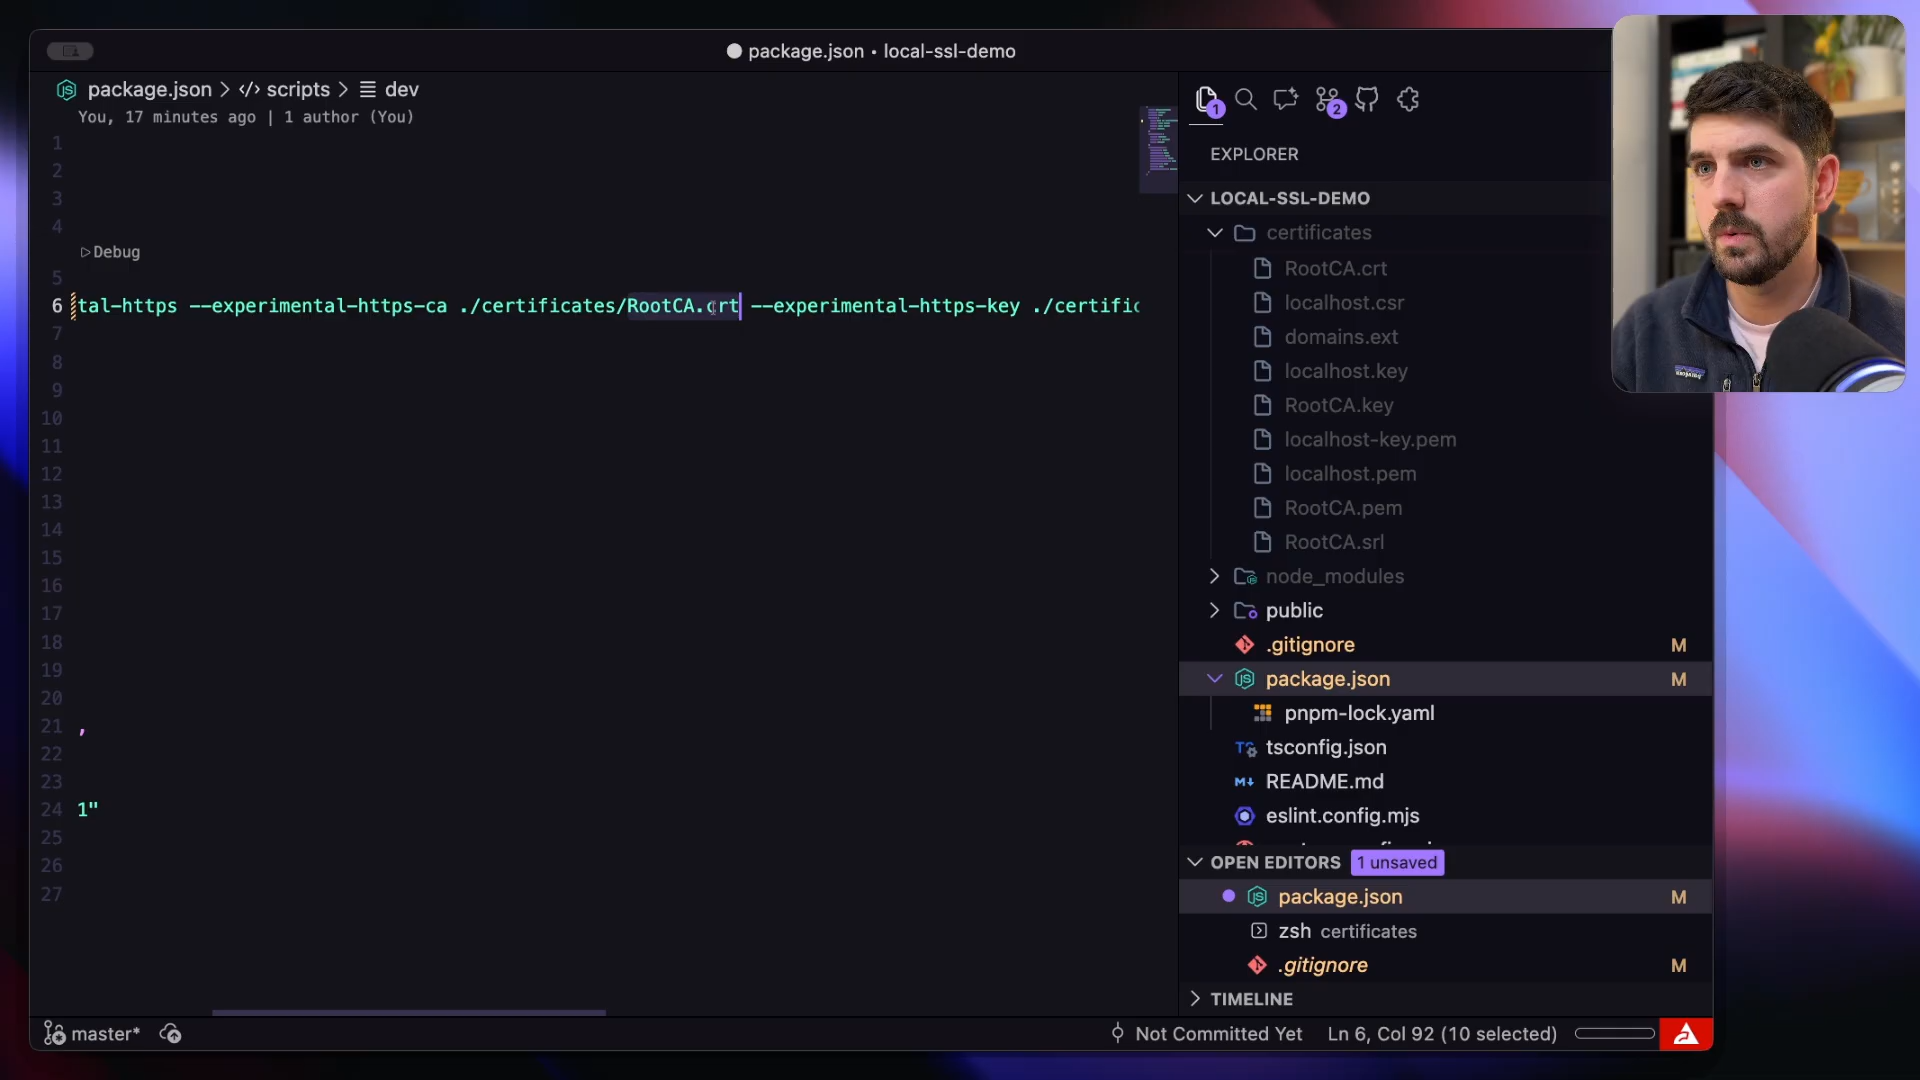 package.json • local-ssl-demo
package.json > scripts > dev
You, 17 minutes ago | 1 author (You)
1
2
3
4
Debug
5
6 tal-https --experimental-https-ca ./certificates/RootCA.crt --experimental-https-key ./certific
7
8
9
10
11
12
13
14
15
16
17
18
19
20
21 ,
22
23
24 1"
25
26
27
1
2
EXPLORER
LOCAL-SSL-DEMO
certificates
RootCA.crt
localhost.csr
domains.ext
localhost.key
RootCA.key
localhost-key.pem
localhost.pem
RootCA.pem
RootCA.srl
node_modules
public
.gitignore M
package.json M
pnpm-lock.yaml
tsconfig.json
README.md
eslint.config.mjs
OPEN EDITORS 1 unsaved
package.json M
zsh certificates
.gitignore M
TIMELINE
master*
Not Committed Yet
Ln 6, Col 92 (10 selected)